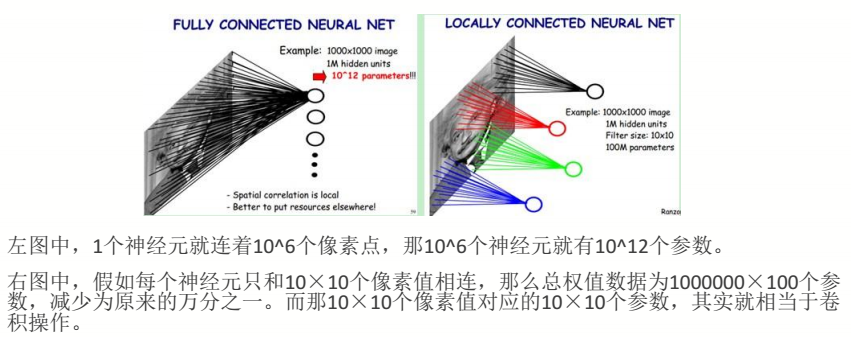 FULLY CONNECTED NEURAL NET
Example: 1000x1000 image
1M hidden units
10^12 parameters!!!
- Spatial correlation is local
- Better to put resources elsewhere!
LOCALLY CONNECTED NEURAL NET
Example: 1000x1000 image
1M hidden units
Filter size: 10x10
100M parameters
Ranzo
左图中，1个神经元就连着10^6个像素点，那10^6个神经元就有10^12个参数。
右图中，假如每个神经元只和10×10个像素值相连，那么总权值数据为1000000×100个参
数，减少为原来的万分之一。而那10×10个像素值对应的10×10个参数，其实就相当于卷
积操作。